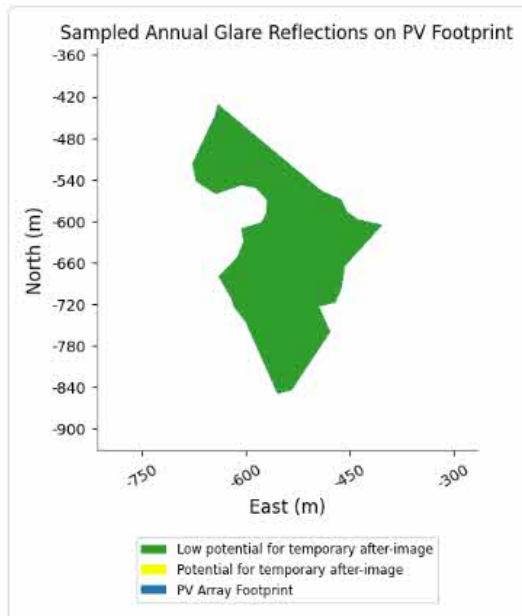 Sampled Annual Glare Reflections on PV Footprint
-360
-420
-480
-540
-600
-660
-720
-780
-840
-900
North (m)
-750
-600
-450
-300
East (m)
Low potential for temporary after-image
Potential for temporary after-image
PV Array Footprint